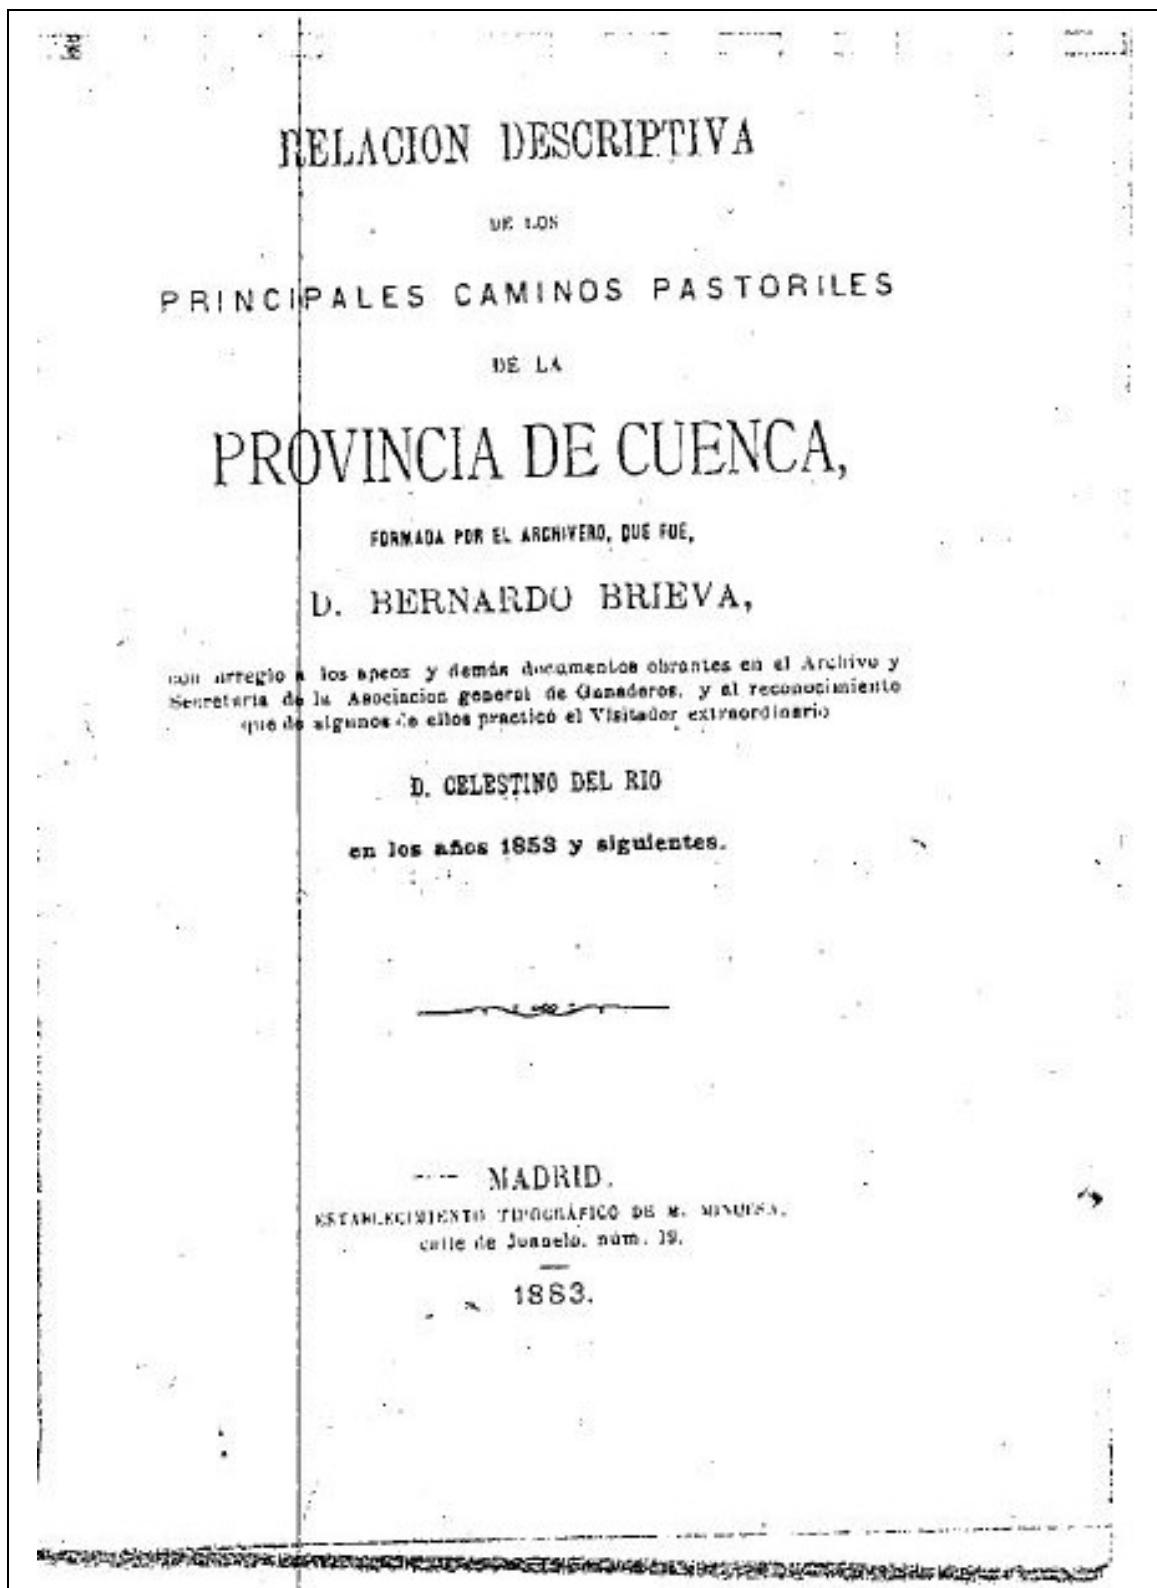 RELACION DESCRIPTIVA
DE LOS
PRINCIPALES CAMINOS PASTORILES
DE LA
PROVINCIA DE CUENCA,
FORMADA POR EL ARCHIVERO, QUE FUE,
D. BERNARDO BRIEVA,
con arreglo a los apeos y demás documentos obrantes en el Archivo y
Secretaría de la Asociacion general de Ganaderos, y al reconocimiento
que de algunos de ellos practicó el Visitador extraordinario
D. CELESTINO DEL RIO
en los años 1853 y siguientes.
MADRID.
ESTABLECIMIENTO TIPOGRÁFICO DE M. MINUESA,
calle de Juanelo, núm. 19.
1883.